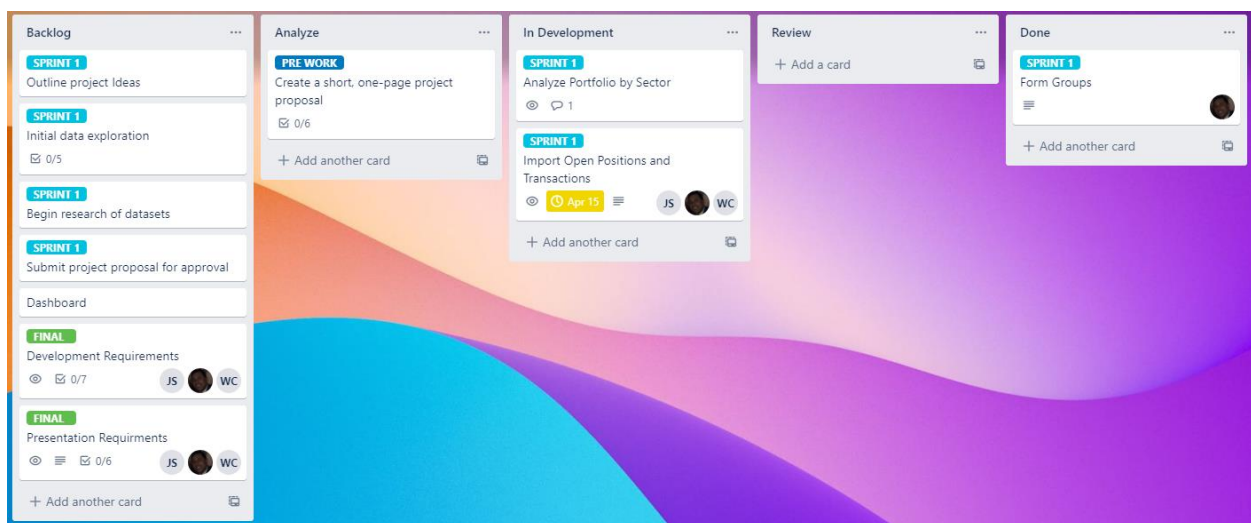 Backlog
SPRINT 1
Outline project Ideas
SPRINT 1
Initial data exploration
0/5
SPRINT 1
Begin research of datasets
SPRINT 1
Submit project proposal for approval
Dashboard
FINAL
Development Requirements
0/7
JS
WC
FINAL
Presentation Requirments
0/6
JS
WC
+ Add another card
Analyze
PRE WORK
Create a short, one-page project
proposal
0/6
+ Add another card
In Development
SPRINT 1
Analyze Portfolio by Sector
1
SPRINT 1
Import Open Positions and
Transactions
Apr 15
JS
WC
+ Add another card
Review
+ Add a card
Done
SPRINT 1
Form Groups
+ Add another card